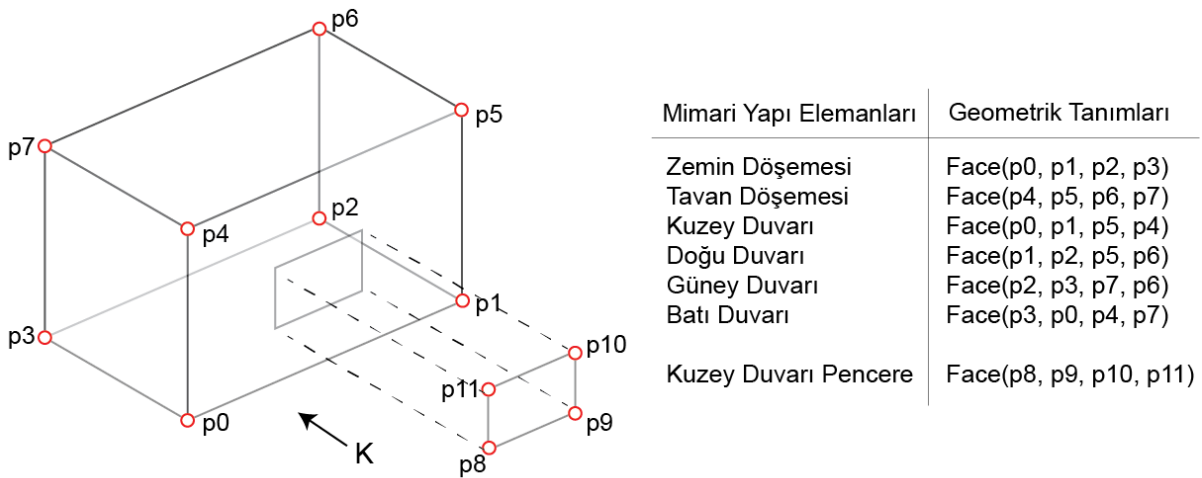 p6
p5
p7
p2
p4
p1
p3
p10
p11
p0
p9
K
p8
Mimari Yapı Elemanları Geometrik Tanımları
Zemin Döşemesi Face(p0, p1, p2, p3)
Tavan Döşemesi Face(p4, p5, p6, p7)
Kuzey Duvarı Face(p0, p1, p5, p4)
Doğu Duvarı Face(p1, p2, p5, p6)
Güney Duvarı Face(p2, p3, p7, p6)
Batı Duvarı Face(p3, p0, p4, p7)
Kuzey Duvarı Pencere Face(p8, p9, p10, p11)